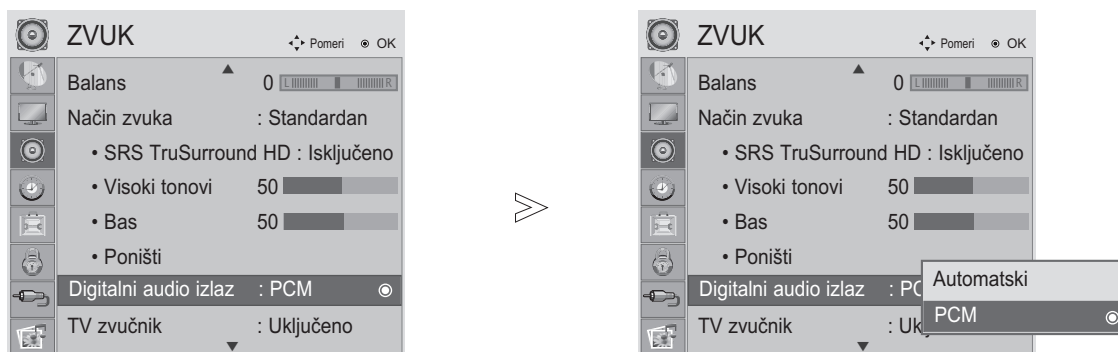 ZVUK
Pomeri OK
Balans 0 L R
Način zvuka : Standardan
• SRS TruSurround HD : Isključeno
• Visoki tonovi 50
• Bas 50
• Poništi
Digitalni audio izlaz : PCM
TV zvučnik : Uključeno
ZVUK
Pomeri OK
Balans 0 L R
Način zvuka : Standardan
• SRS TruSurround HD : Isključeno
• Visoki tonovi 50
• Bas 50
• Poništi
Digitalni audio izlaz : PC
TV zvučnik : Uk
Automatski
PCM